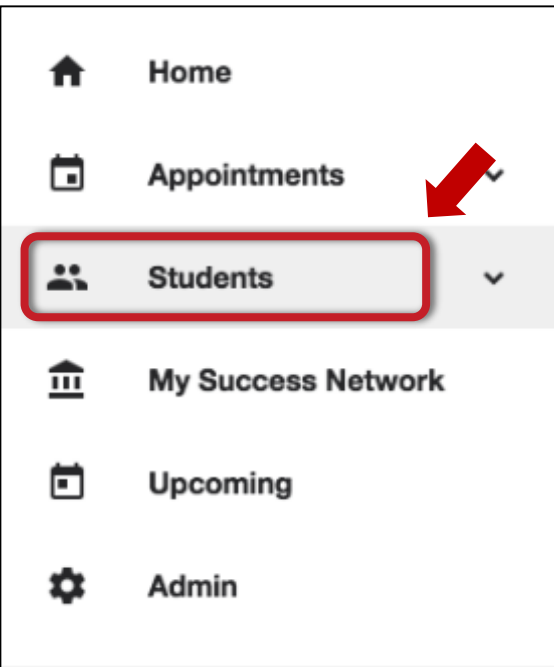 Home
Appointments
Students
My Success Network
Upcoming
Admin